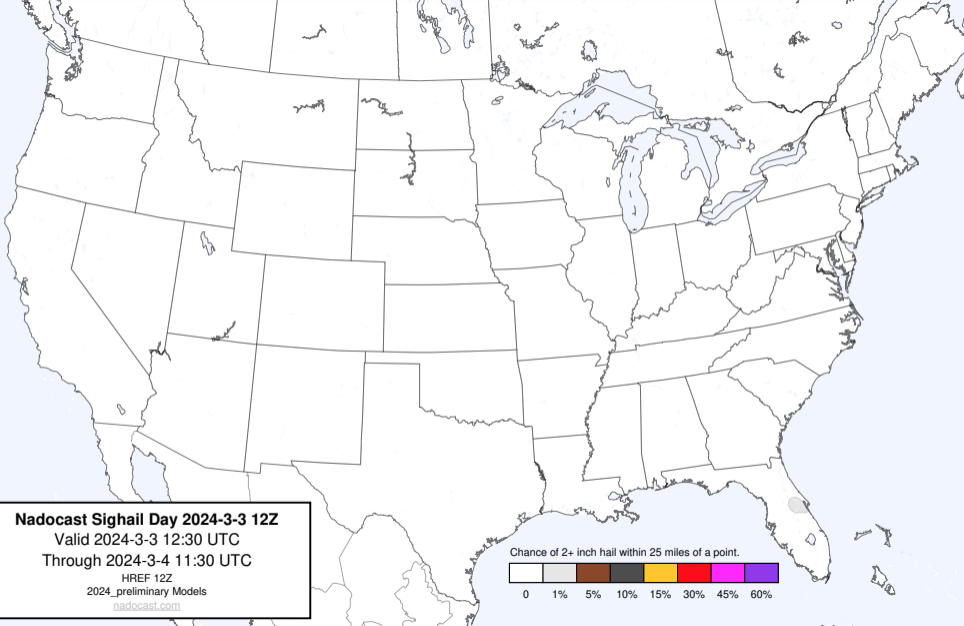 Nadocast Sighail Day 2024-3-3 12Z
Valid 2024-3-3 12:30 UTC
Through 2024-3-4 11:30 UTC
HREF 12Z
2024_preliminary Models
nadocast.com
Chance of 2+ inch hail within 25 miles of a point.
0 1% 5% 10% 15% 30% 45% 60%